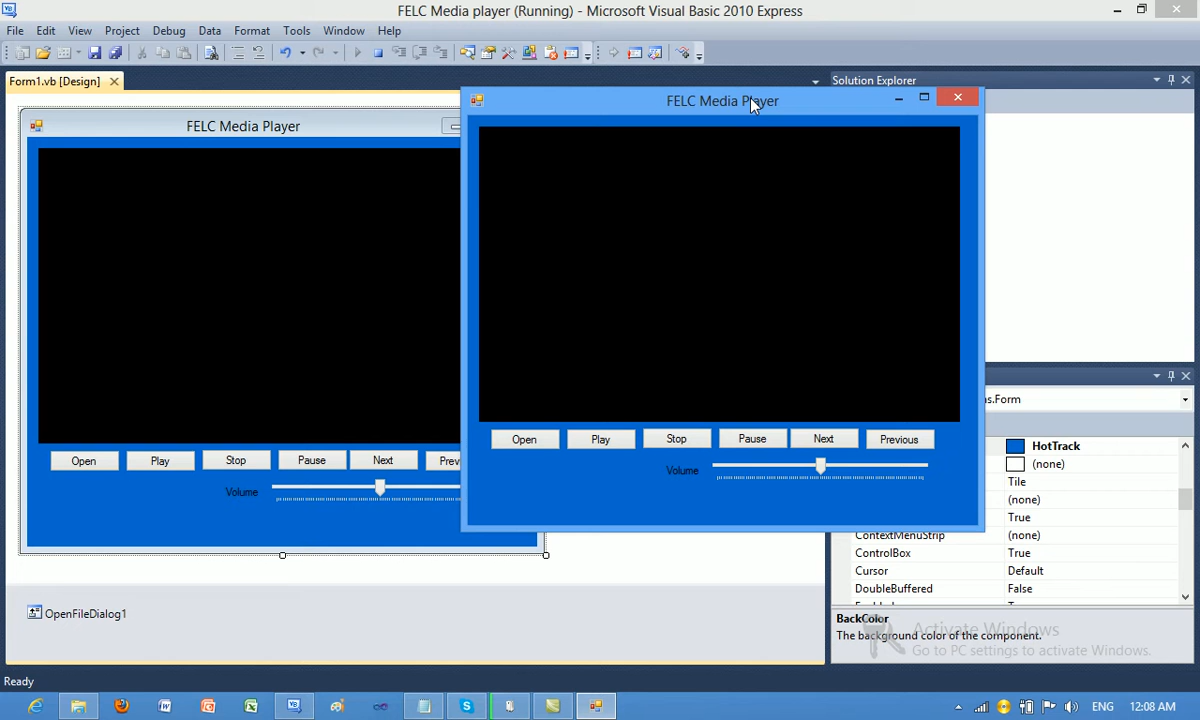 FELC Media player (Running) - Microsoft Visual Basic 2010 Express
File Edit View Project Debug Data Format Window Tools Help
Form1.vb [Design]
Solution Explorer
FELC Media Player
FELC Media Player
Open Play Stop Pause Next Previous
Volume
Open Play Stop Pause Next Prev
Volume
OpenFileDialog1
ns.Form
HotTrack
(none)
Tile
(none)
True
ContextMenuStrip (none)
ControlBox True
Cursor Default
DoubleBuffered False
BackColor
The background color of the component.
Activate Windows
Go to PC settings to activate Windows.
Ready
ENG 12:08 AM